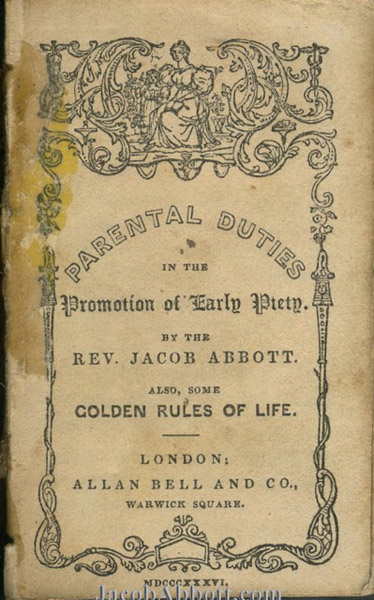 PARENTAL DUTIES
IN THE
Promotion of Early Piety.
BY THE
REV. JACOB ABBOTT.
ALSO, SOME
GOLDEN RULES OF LIFE.
LONDON;
ALLAN BELL AND CO.,
WARWICK SQUARE.
MDCCCXXXVI.
JacobAbbott.com